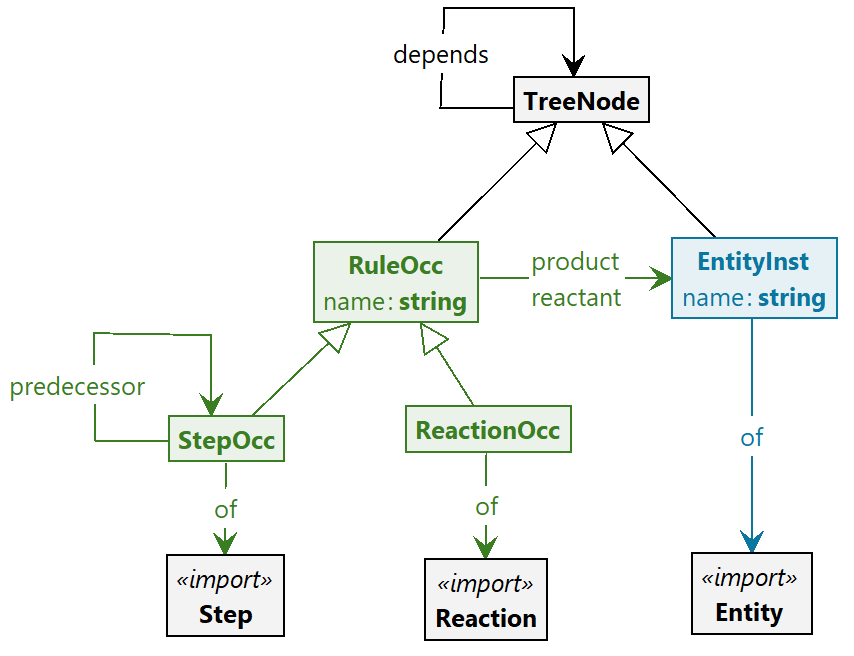 depends
TreeNode
RuleOcc
name: string
product
reactant
EntityInst
name: string
predecessor
StepOcc
ReactionOcc
of
of
of
«import»
Step
«import»
Reaction
«import»
Entity